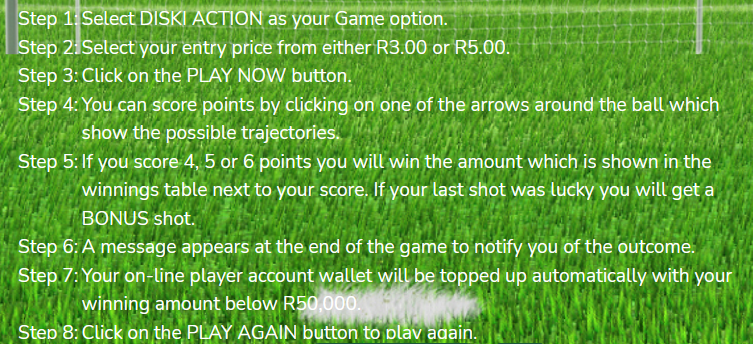 Step 1: Select DISKI ACTION as your Game option.
Step 2: Select your entry price from either R3.00 or R5.00.
Step 3: Click on the PLAY NOW button.
Step 4: You can score points by clicking on one of the arrows around the ball which
show the possible trajectories.
Step 5: If you score 4, 5 or 6 points you will win the amount which is shown in the
winnings table next to your score. If your last shot was lucky you will get a
BONUS shot.
Step 6: A message appears at the end of the game to notify you of the outcome.
Step 7: Your on-line player account wallet will be topped up automatically with your
winning amount below R50,000.
Step 8: Click on the PLAY AGAIN button to play again.